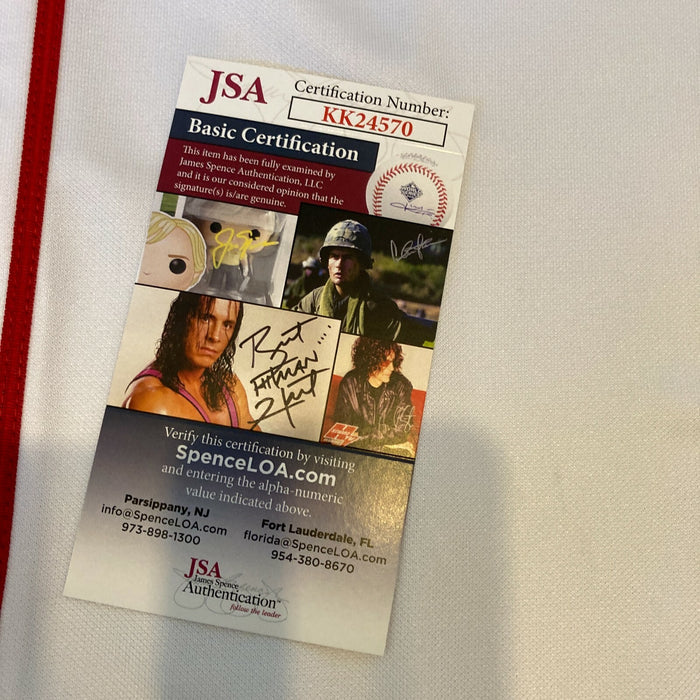 JSA
Certification Number:
KK24570
Basic Certification
This item has been fully examined by
James Spence Authentication, LLC
and it is our considered opinion that the
signature(s) is/are genuine.
Bret
HITMAN
Hart
Verify this certification by visiting
SpenceLOA.com
and entering the alpha-numeric
value indicated above.
Parsippany, NJ
info@SpenceLOA.com
973-898-1300
Fort Lauderdale, FL
florida@SpenceLOA.com
954-380-8670
JSA
James Spence
Authentication
follow the leader